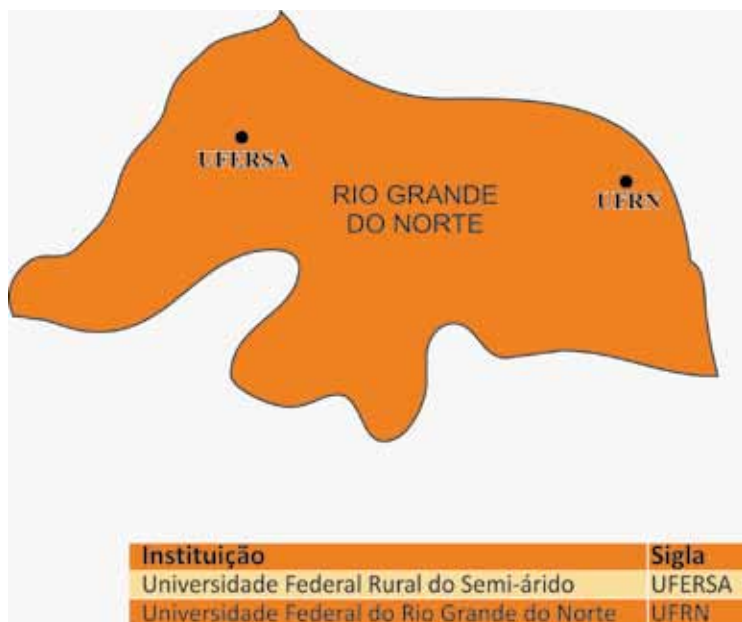 UFERSA
RIO GRANDE
DO NORTE
UFRN
Instituição Sigla
Universidade Federal Rural do Semi-árido UFERSA
Universidade Federal do Rio Grande do Norte UFRN